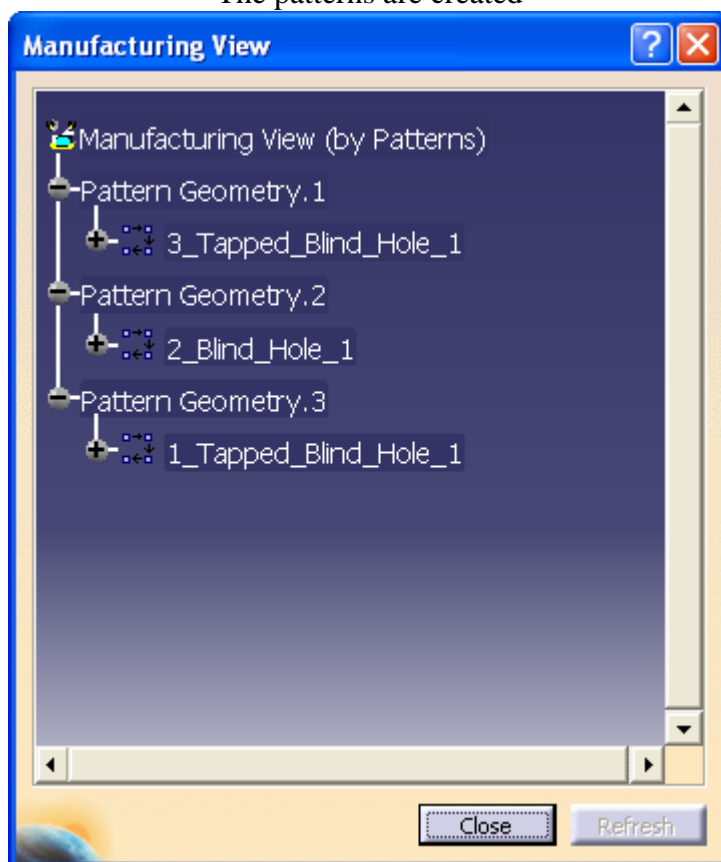 The patterns are created
Manufacturing View
Manufacturing View (by Patterns)
Pattern Geometry.1
3_Tapped_Blind_Hole_1
Pattern Geometry.2
2_Blind_Hole_1
Pattern Geometry.3
1_Tapped_Blind_Hole_1
Close Refresh